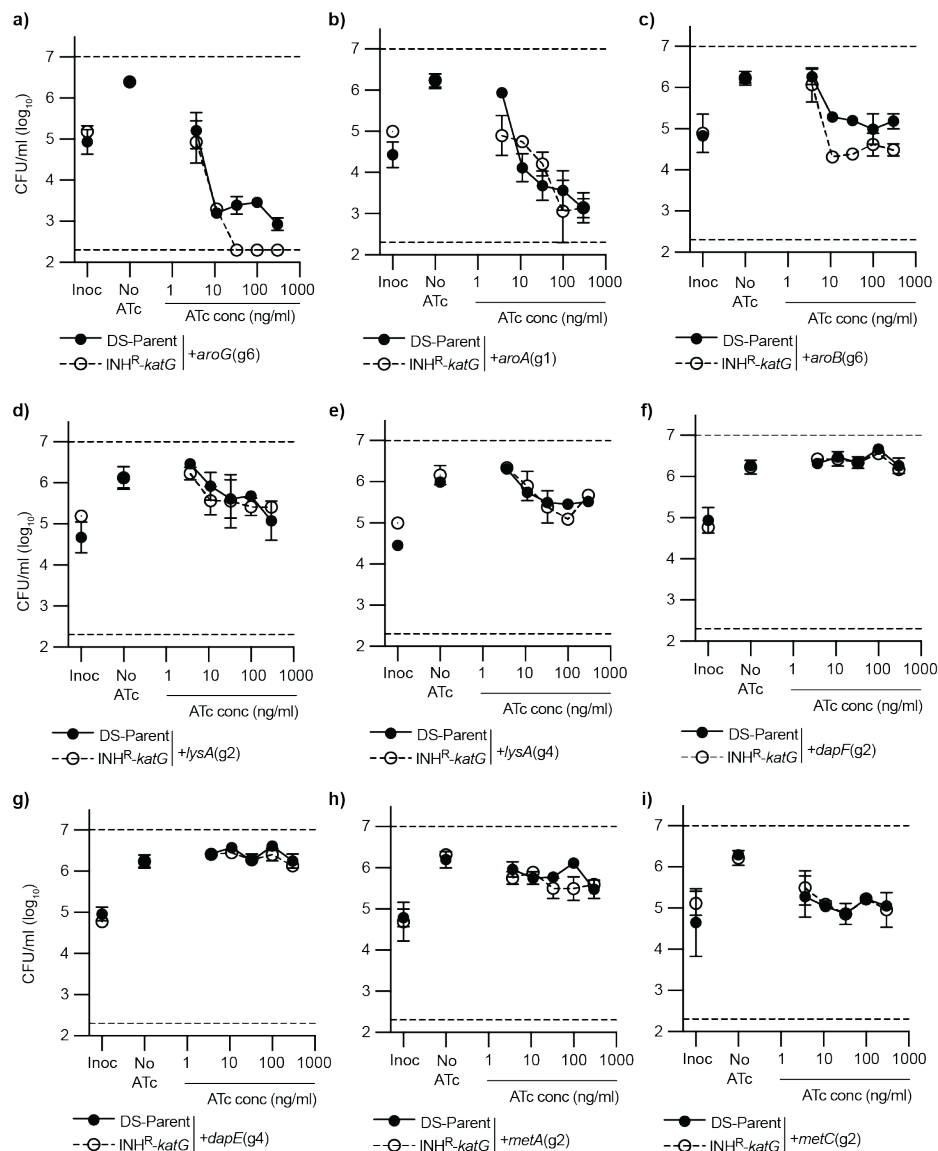 a) b) c)
7 7 7
6 6 6
5 5 5
4 4 4
3 3 3
2 2 2
CFU/ml (log10)
Inoc No ATc 1 10 100 1000 Inoc No ATc 1 10 100 1000 Inoc No ATc 1 10 100 1000
ATc conc (ng/ml) ATc conc (ng/ml) ATc conc (ng/ml)
DS-Parent DS-Parent DS-Parent
INHR-katG +aroG(g6) INHR-katG +aroA(g1) INHR-katG +aroB(g6)
d) e) f)
7 7 7
6 6 6
5 5 5
4 4 4
3 3 3
2 2 2
CFU/ml (log10)
Inoc No ATc 1 10 100 1000 Inoc No ATc 1 10 100 1000 Inoc No ATc 1 10 100 1000
ATc conc (ng/ml) ATc conc (ng/ml) ATc conc (ng/ml)
DS-Parent DS-Parent DS-Parent
INHR-katG +lysA(g2) INHR-katG +lysA(g4) INHR-katG +dapF(g2)
g) h) i)
7 7 7
6 6 6
5 5 5
4 4 4
3 3 3
2 2 2
CFU/ml (log10)
Inoc No ATc 1 10 100 1000 Inoc No ATc 1 10 100 1000 Inoc No ATc 1 10 100 1000
ATc conc (ng/ml) ATc conc (ng/ml) ATc conc (ng/ml)
DS-Parent DS-Parent DS-Parent
INHR-katG +dapE(g4) INHR-katG +metA(g2) INHR-katG +metC(g2)